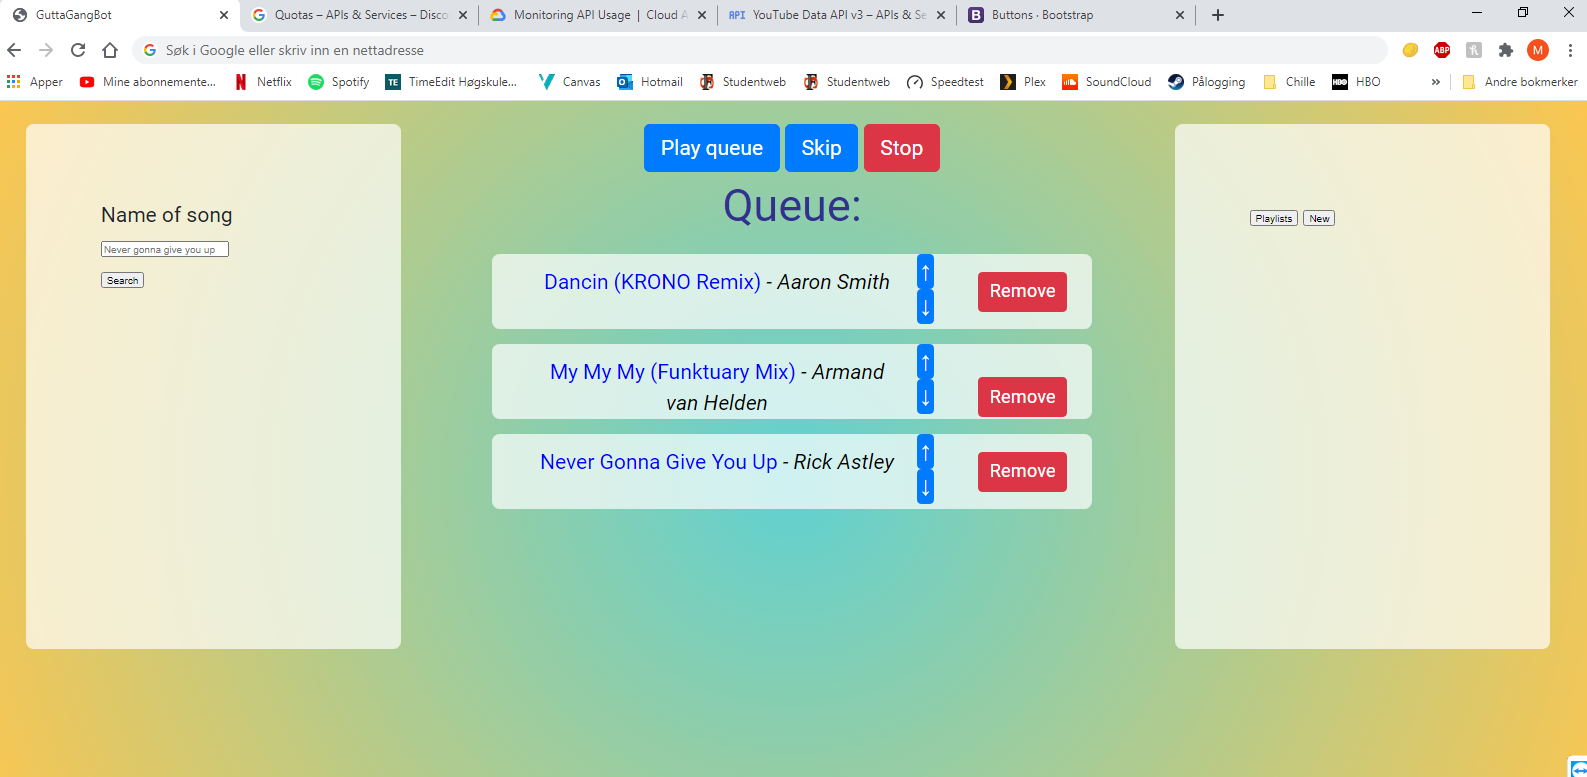 GuttaGangBot
Quotas – APIs & Services – Disco
Monitoring API Usage | Cloud A
API YouTube Data API v3 – APIs & Se
B Buttons · Bootstrap
Søk i Google eller skriv inn en nettadresse
ABP
M
Apper
Mine abonnemente...
N Netflix
Spotify
TE TimeEdit Høgskule...
Canvas
Hotmail
Studentweb
Studentweb
Speedtest
Plex
SoundCloud
Pålogging
Chille
HBO HBO
»
Andre bokmerker
Play queue
Skip
Stop
Queue:
Name of song
Never gonna give you up
Search
Playlists
New
Dancin (KRONO Remix) - Aaron Smith
↑
↓
Remove
My My My (Funktuary Mix) - Armand
van Helden
↑
↓
Remove
Never Gonna Give You Up - Rick Astley
↑
↓
Remove